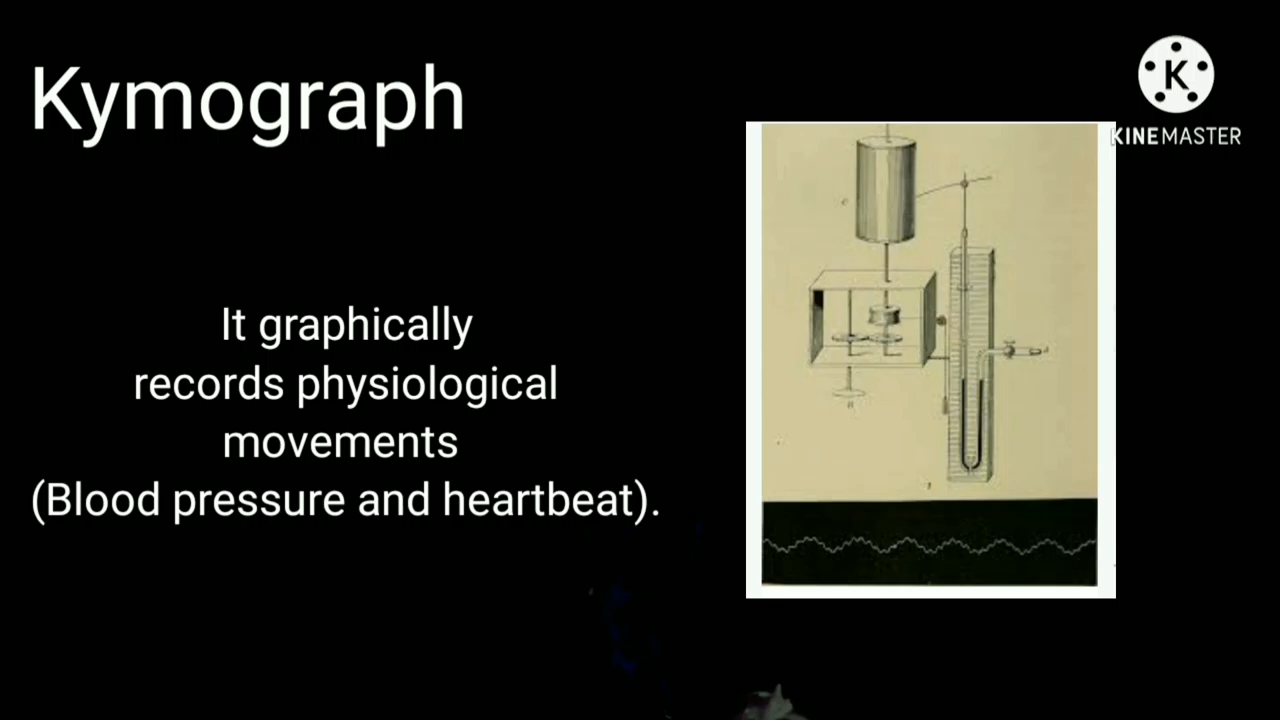 Kymograph
It graphically
records physiological
movements
(Blood pressure and heartbeat).
K
KINEMASTER